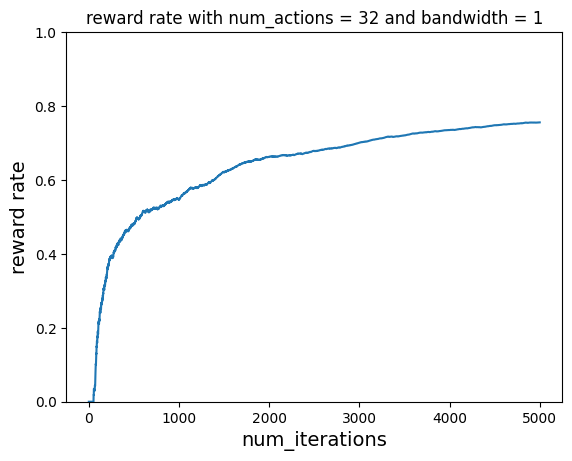 reward rate with num_actions = 32 and bandwidth = 1
1.0
0.8
0.6
0.4
0.2
0.0
reward rate
0 1000 2000 3000 4000 5000
num_iterations